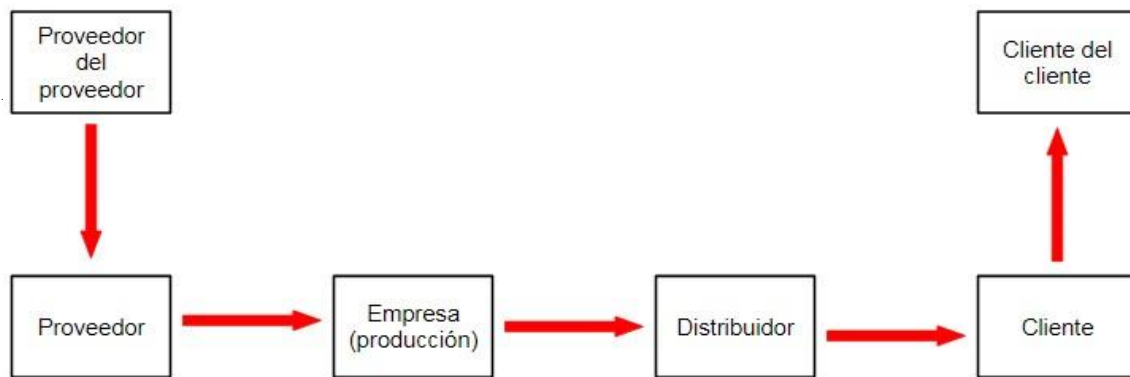 Proveedor
del
proveedor
Cliente del
cliente
Proveedor
Empresa
(producción)
Distribuidor
Cliente